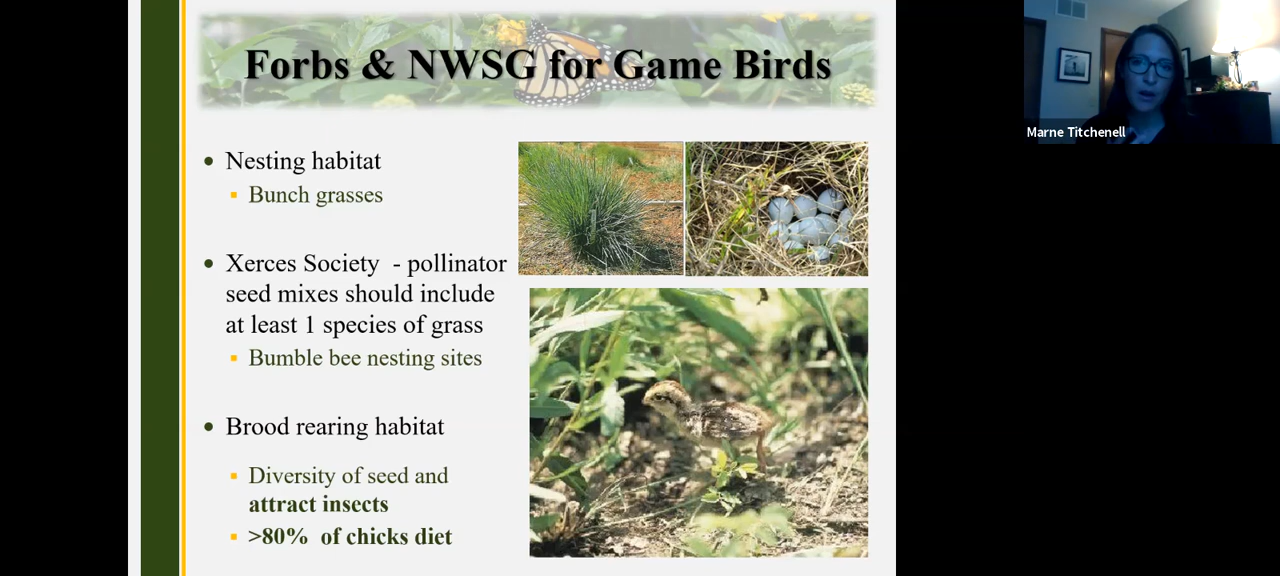 Forbs & NWSG for Game Birds
Nesting habitat
Bunch grasses
Xerces Society - pollinator
seed mixes should include
at least 1 species of grass
Bumble bee nesting sites
Brood rearing habitat
Diversity of seed and
attract insects
>80% of chicks diet
Marne Titchenell